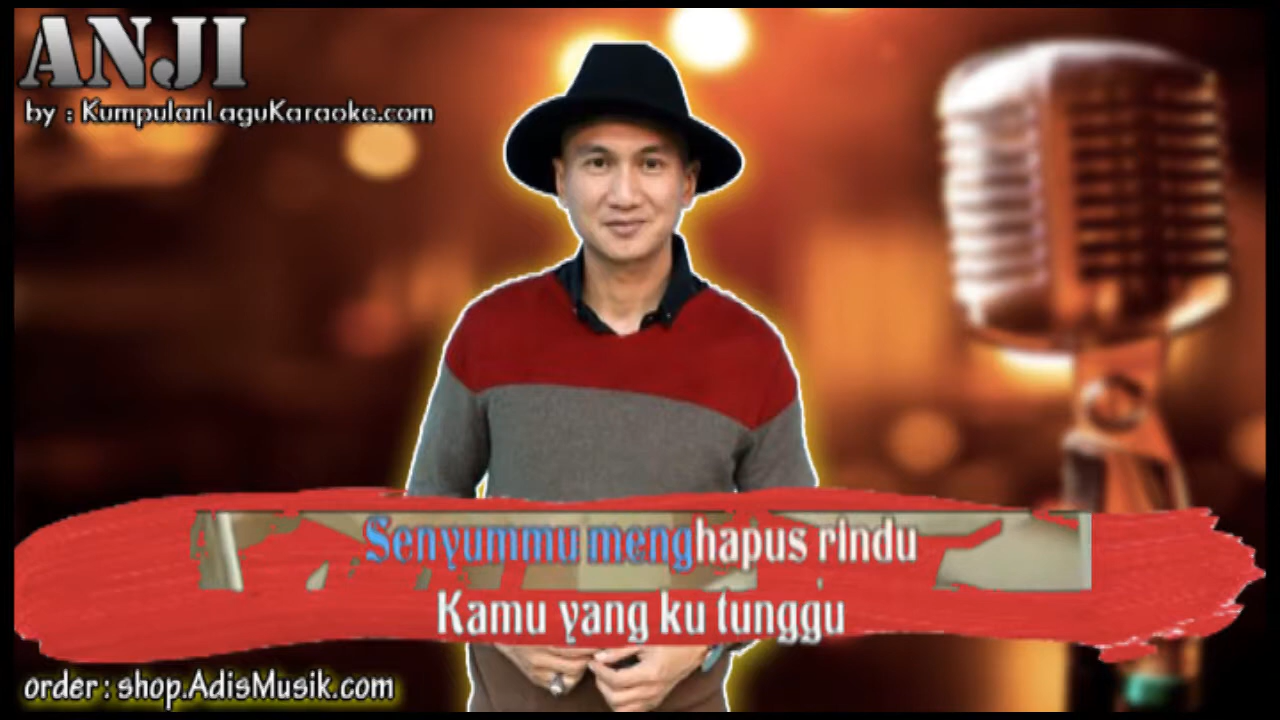 ANJI
by : KumpulanLaguKaraoke.com
Senyummu menghapus rindu
Kamu yang ku tunggu
order : shop.AdisMusik.com